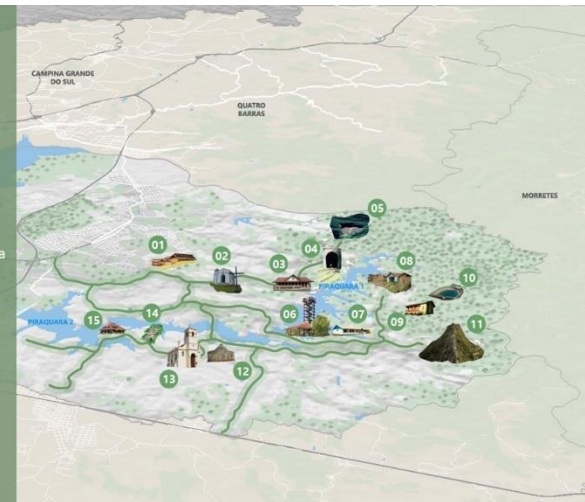 CAMPINA GRANDE
DO SUL
QUATRO
BARRAS
MORRETES
a
05
01
02
03
04
08
PIRAQUARA 1
10
PIRAQUARA 2
15
14
06
07
09
11
13
12